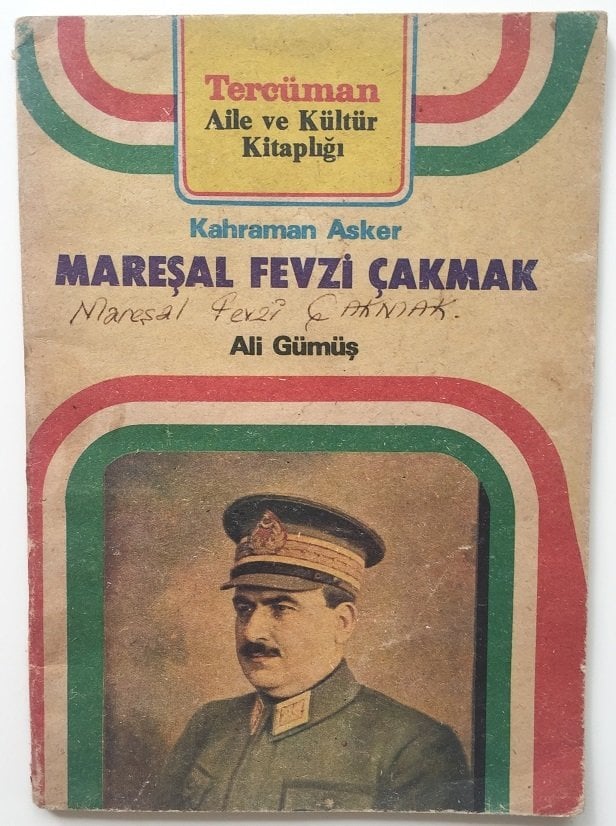 Tercüman
Aile ve Kültür
Kitaplığı
Kahraman Asker
MAREŞAL FEVZİ ÇAKMAK
Mareşal Fevzi ÇAKMAK.
Ali Gümüş